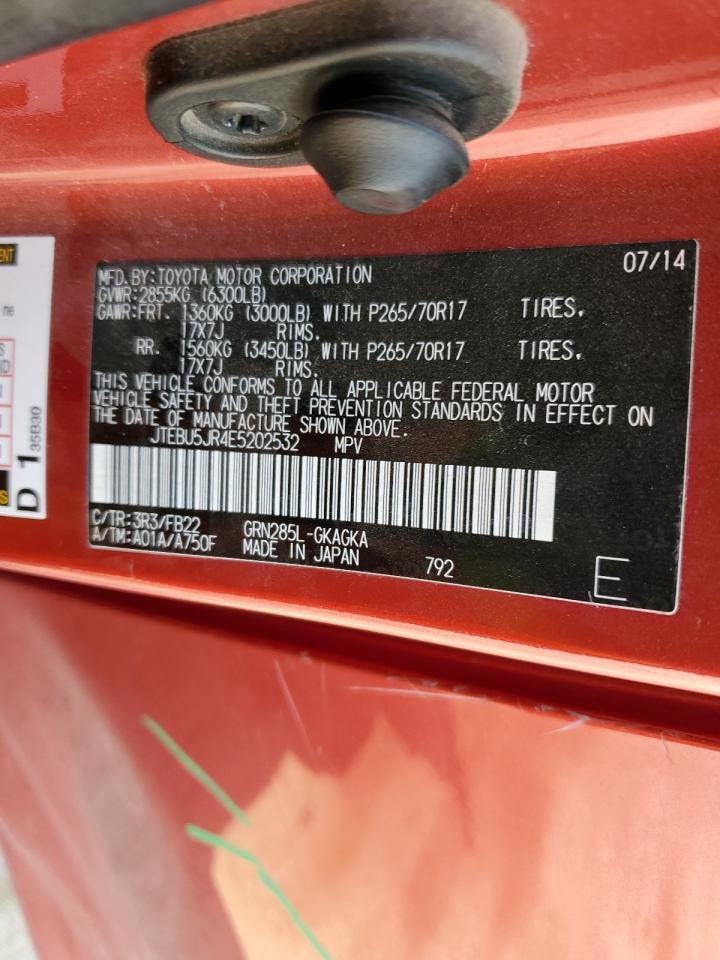 07/14
MFD.BY:TOYOTA MOTOR CORPORATION
GVWR:2855KG (6300LB)
GAWR:FRT. 1360KG (3000LB) WITH P265/70R17 TIRES,
17X7J RIMS.
RR. 1560KG (3450LB) WITH P265/70R17 TIRES,
17X7J RIMS.
THIS VEHICLE CONFORMS TO ALL APPLICABLE FEDERAL MOTOR
VEHICLE SAFETY AND THEFT PREVENTION STANDARDS IN EFFECT ON
THE DATE OF MANUFACTURE SHOWN ABOVE.
JTEBU5JR4E5202532 MPV
C/TR:3R3/FB22 GRN285L-GKAGKA
A/TM:A01A/A750F MADE IN JAPAN 792
E
D 1
35B30